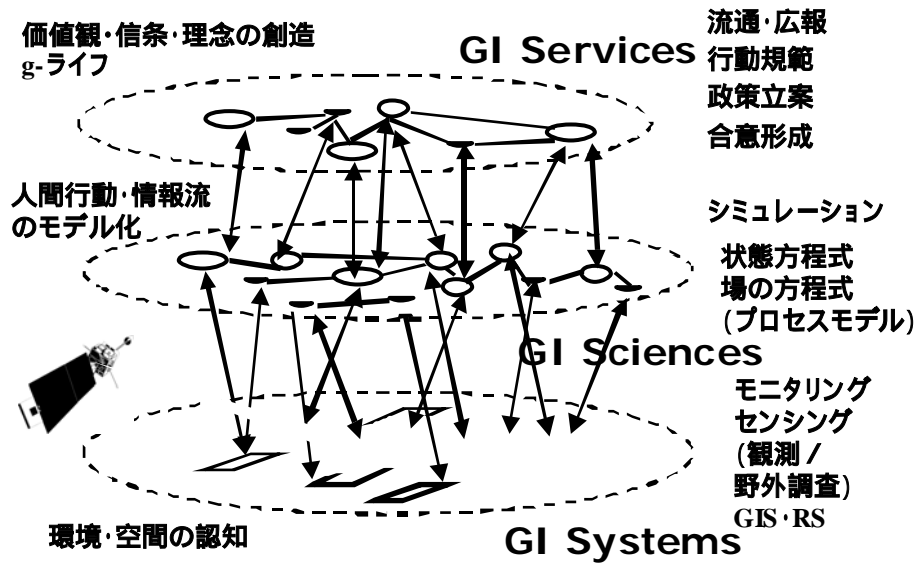 価値観･信条･理念の創造
g-ライフ
GI Services
流通･広報
行動規範
政策立案
合意形成
人間行動･情報流
のモデル化
シミュレーション
状態方程式
場の方程式
(プロセスモデル)
GI Sciences
モニタリング
センシング
(観測 /
野外調査)
GIS･RS
環境･空間の認知
GI Systems